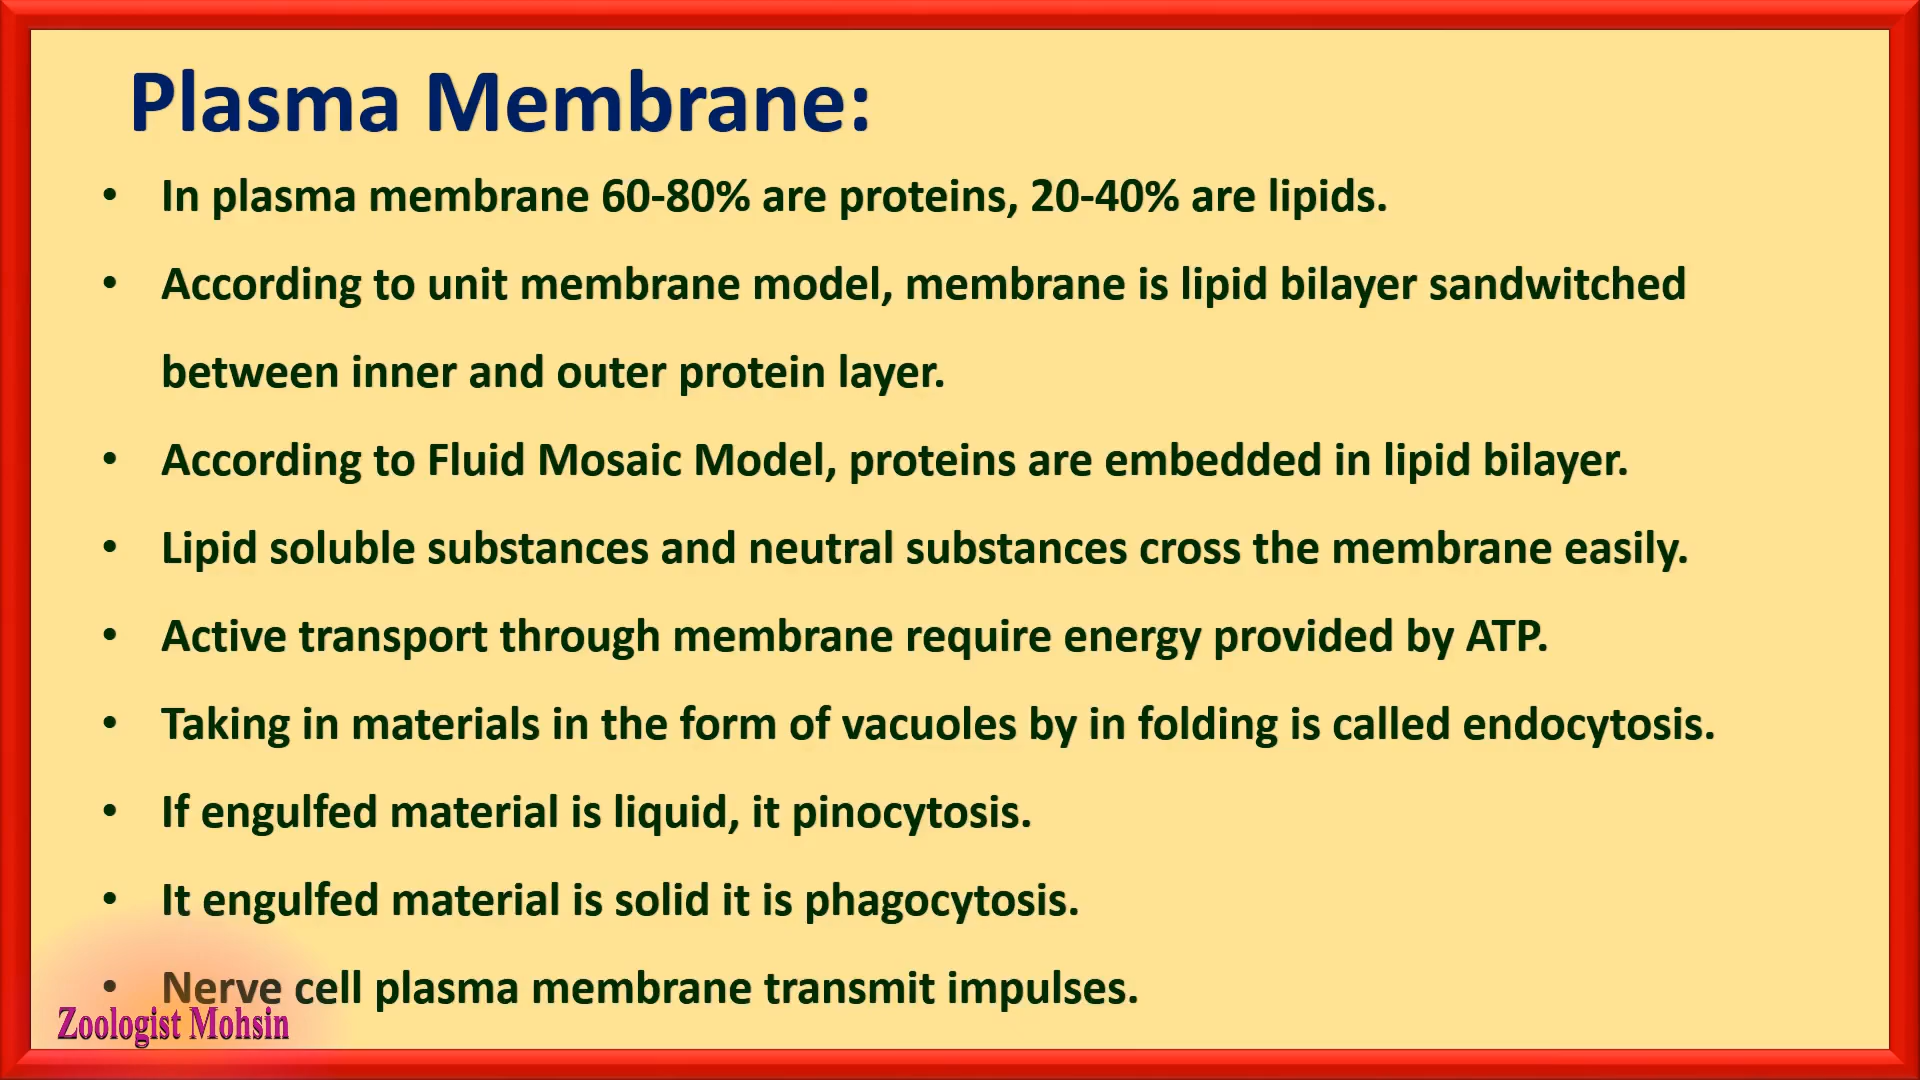 Plasma Membrane:
• In plasma membrane 60-80% are proteins, 20-40% are lipids.
• According to unit membrane model, membrane is lipid bilayer sandwitched
between inner and outer protein layer.
• According to Fluid Mosaic Model, proteins are embedded in lipid bilayer.
• Lipid soluble substances and neutral substances cross the membrane easily.
• Active transport through membrane require energy provided by ATP.
• Taking in materials in the form of vacuoles by in folding is called endocytosis.
• If engulfed material is liquid, it pinocytosis.
• It engulfed material is solid it is phagocytosis.
• Nerve cell plasma membrane transmit impulses.
Zoologist Mohsin